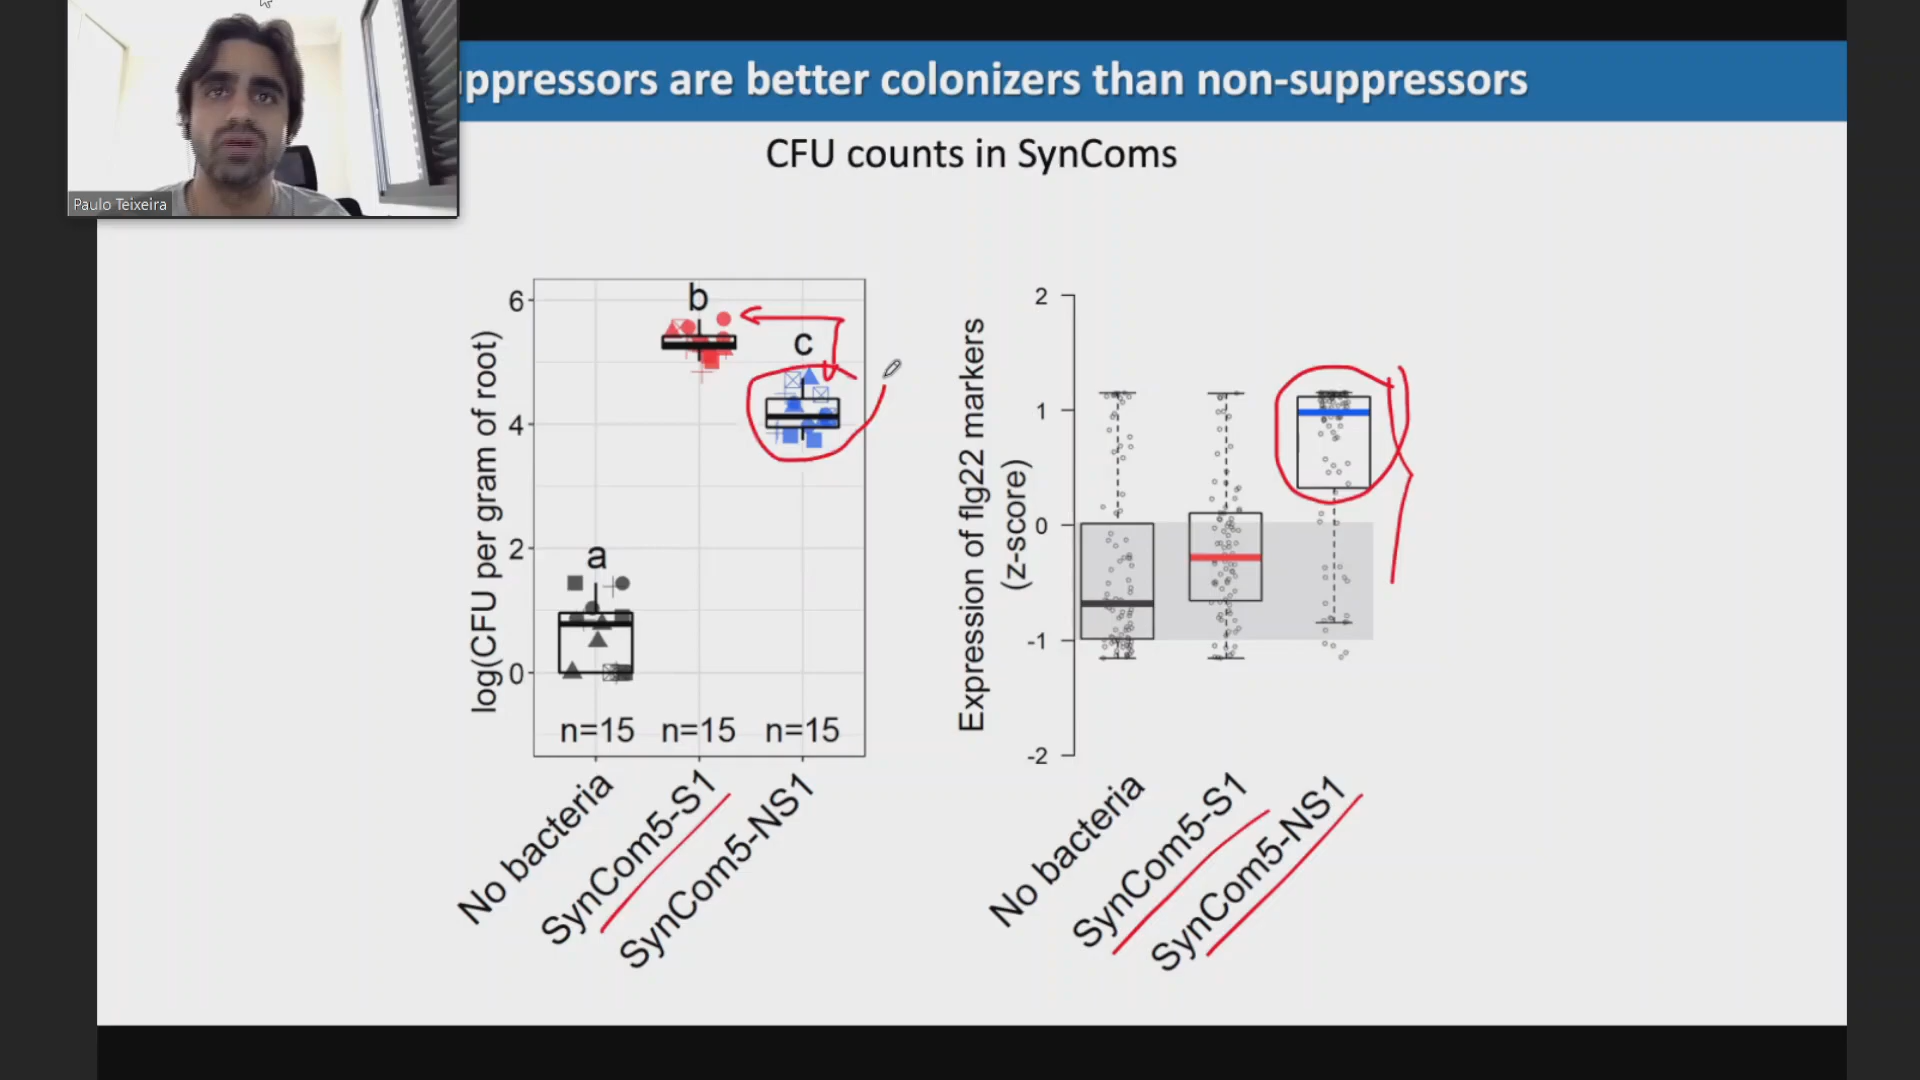 Paulo Teixeira
uppressors are better colonizers than non-suppressors
CFU counts in SynComs
log(CFU per gram of root)
6
4
2
0
a
b
c
n=15
n=15
n=15
No bacteria
SynCom5-S1
SynCom5-NS1
Expression of flg22 markers
(z-score)
2
1
0
-1
-2
No bacteria
SynCom5-S1
SynCom5-NS1